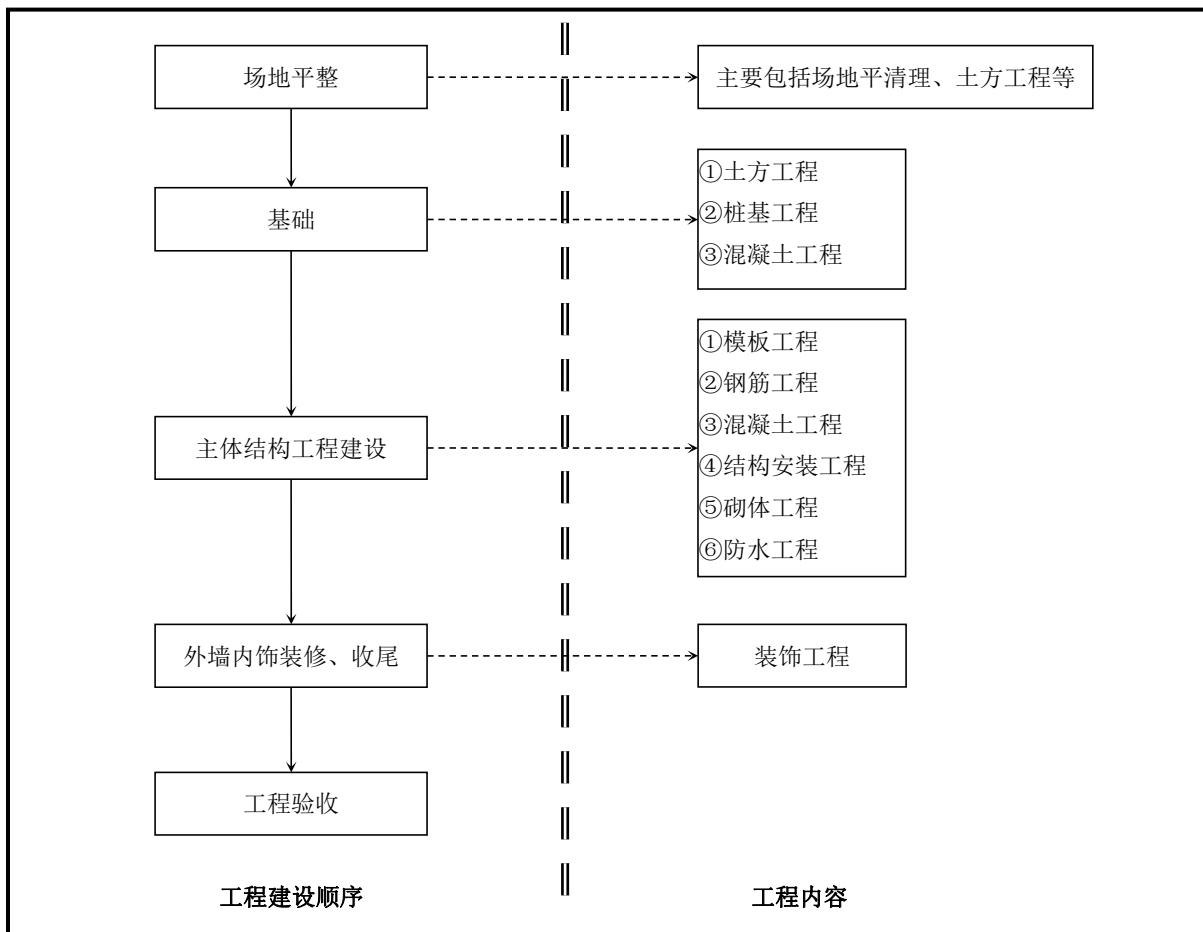 场地平整
主要包括场地平清理、土方工程等
基础
①土方工程
②桩基工程
③混凝土工程
主体结构工程建设
①模板工程
②钢筋工程
③混凝土工程
④结构安装工程
⑤砌体工程
⑥防水工程
外墙内饰装修、收尾
装饰工程
工程验收
工程建设顺序
工程内容